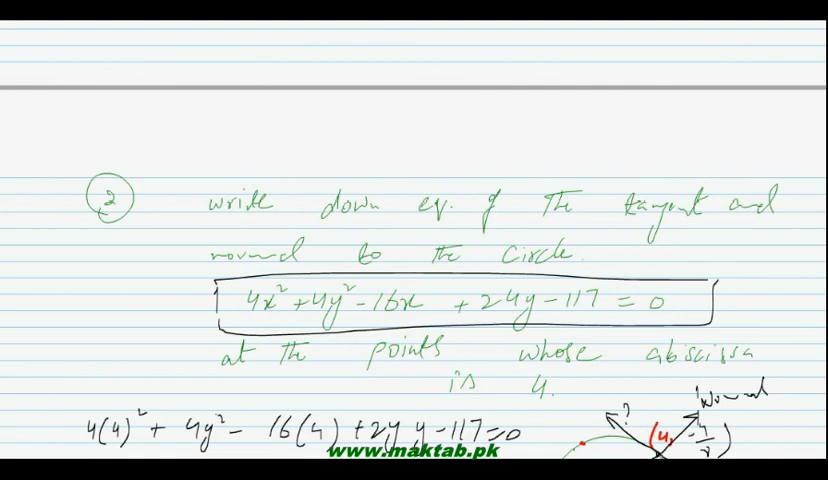 2 write down eq. of the tangent and
normal to the circle.
4x² + 4y² - 16x + 24y - 117 = 0
at the points whose abscissa
is 4.
Normal
?
4(4)² + 4y² - 16(4) + 24y - 117 = 0
(4,
www.maktab.pk